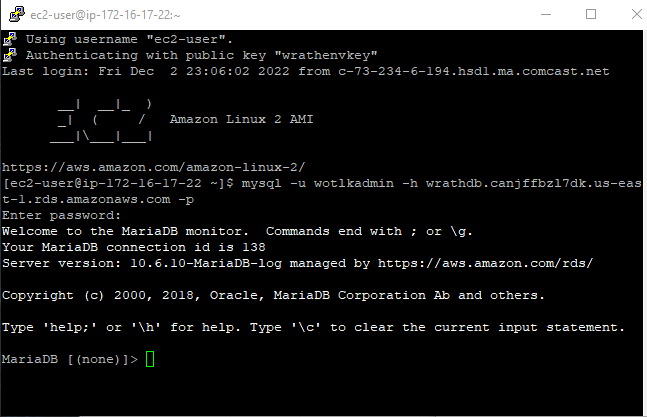 ec2-user@ip-172-16-17-22:~
Using username "ec2-user".
Authenticating with public key "wrathenvkey"
Last login: Fri Dec  2 23:06:02 2022 from c-73-234-6-194.hsd1.ma.comcast.net
__|  __|_  )
_|  (     /   Amazon Linux 2 AMI
___|\___|___|
https://aws.amazon.com/amazon-linux-2/
[ec2-user@ip-172-16-17-22 ~]$ mysql -u wotlkadmin -h wrathdb.canjffbzl7dk.us-eas
t-1.rds.amazonaws.com -p
Enter password:
Welcome to the MariaDB monitor.  Commands end with ; or \g.
Your MariaDB connection id is 138
Server version: 10.6.10-MariaDB-log managed by https://aws.amazon.com/rds/
Copyright (c) 2000, 2018, Oracle, MariaDB Corporation Ab and others.
Type 'help;' or '\h' for help. Type '\c' to clear the current input statement.
MariaDB [(none)]>